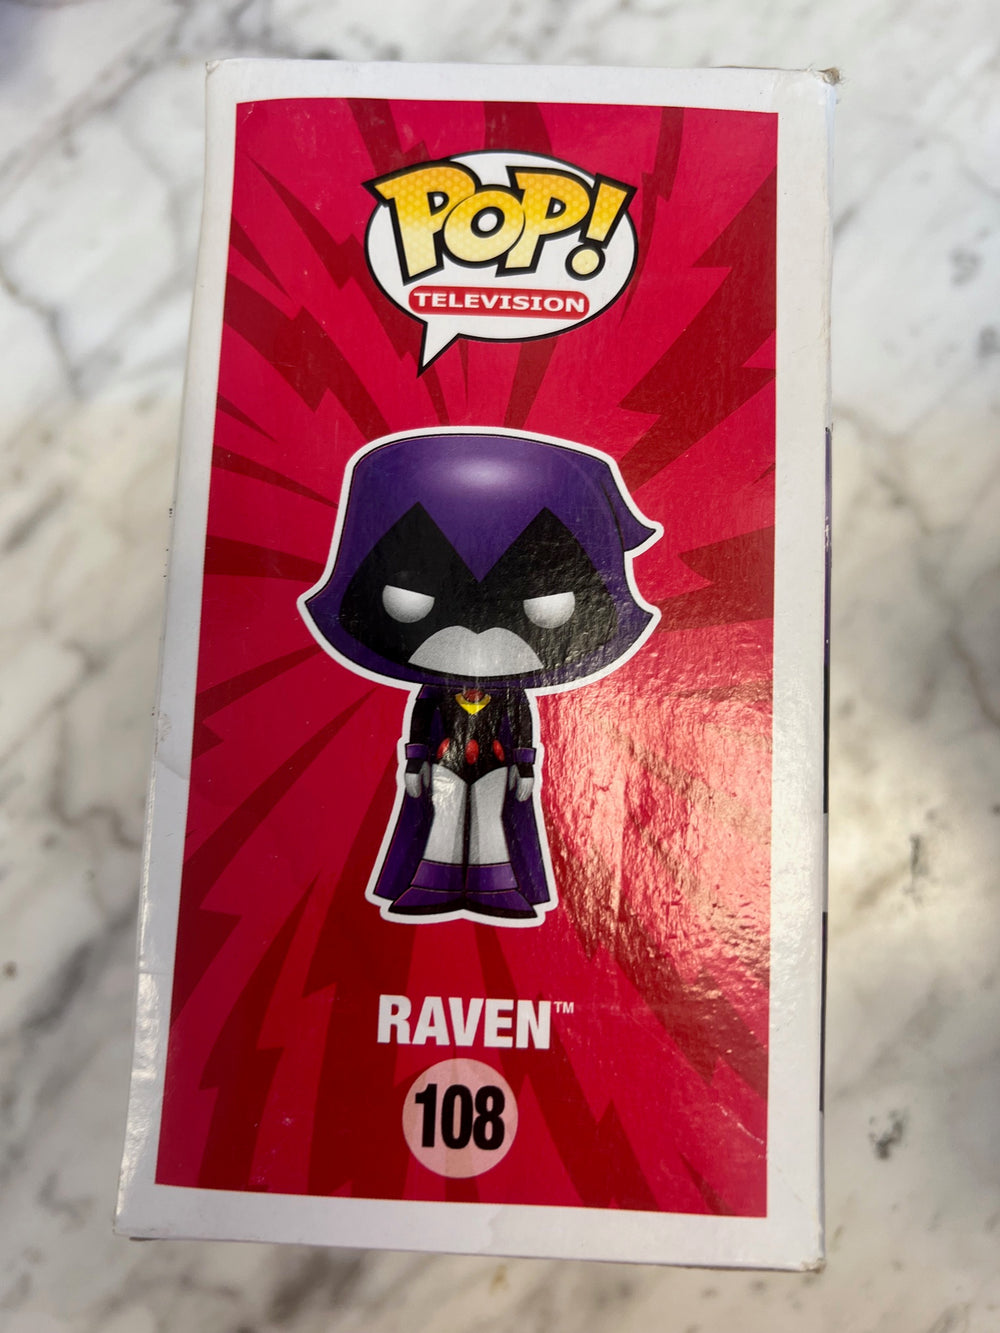 POP!
TELEVISION
RAVEN™
108